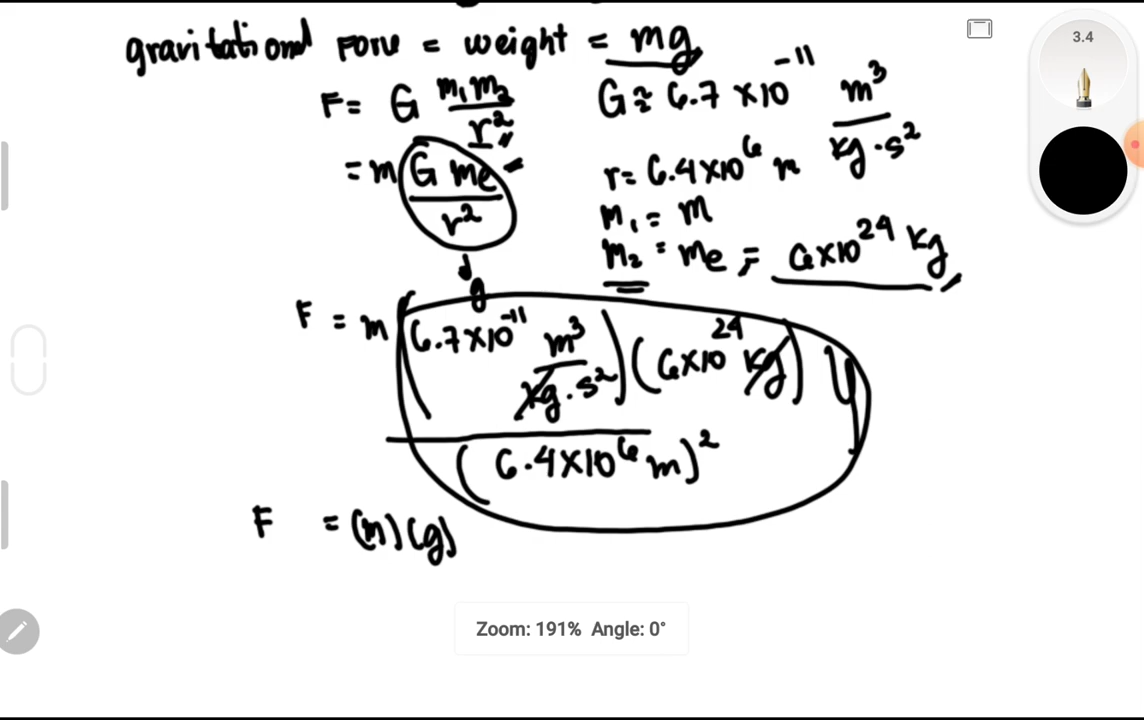 gravitational Force = weight = mg
F = G m₁m₂ / r²
G ≈ 6.7 × 10⁻¹¹ m³ / kg · s²
= m G me / r²
r = 6.4 × 10⁶ m
m₁ = m
m₂ = me = 6 × 10²⁴ kg
g
F = m (6.7 × 10⁻¹¹ m³ / kg · s²) (6 × 10²⁴ kg) / (6.4 × 10⁶ m)²
F = (m) (g)
3.4
Zoom: 191% Angle: 0°